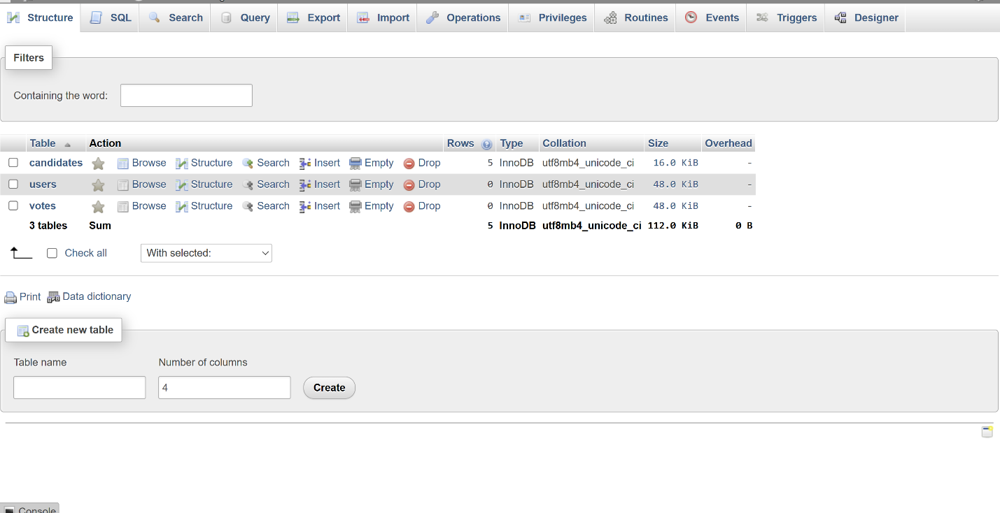 Structure SQL Search Query Export Import Operations Privileges Routines Events Triggers Designer
Filters
Containing the word:
Table Action Rows Type Collation Size Overhead
candidates Browse Structure Search Insert Empty Drop 5 InnoDB utf8mb4_unicode_ci 16.0 KiB -
users Browse Structure Search Insert Empty Drop 0 InnoDB utf8mb4_unicode_ci 48.0 KiB -
votes Browse Structure Search Insert Empty Drop 0 InnoDB utf8mb4_unicode_ci 48.0 KiB -
3 tables Sum 5 InnoDB utf8mb4_unicode_ci 112.0 KiB 0 B
Check all With selected:
Print Data dictionary
Create new table
Table name Number of columns
4 Create
Console